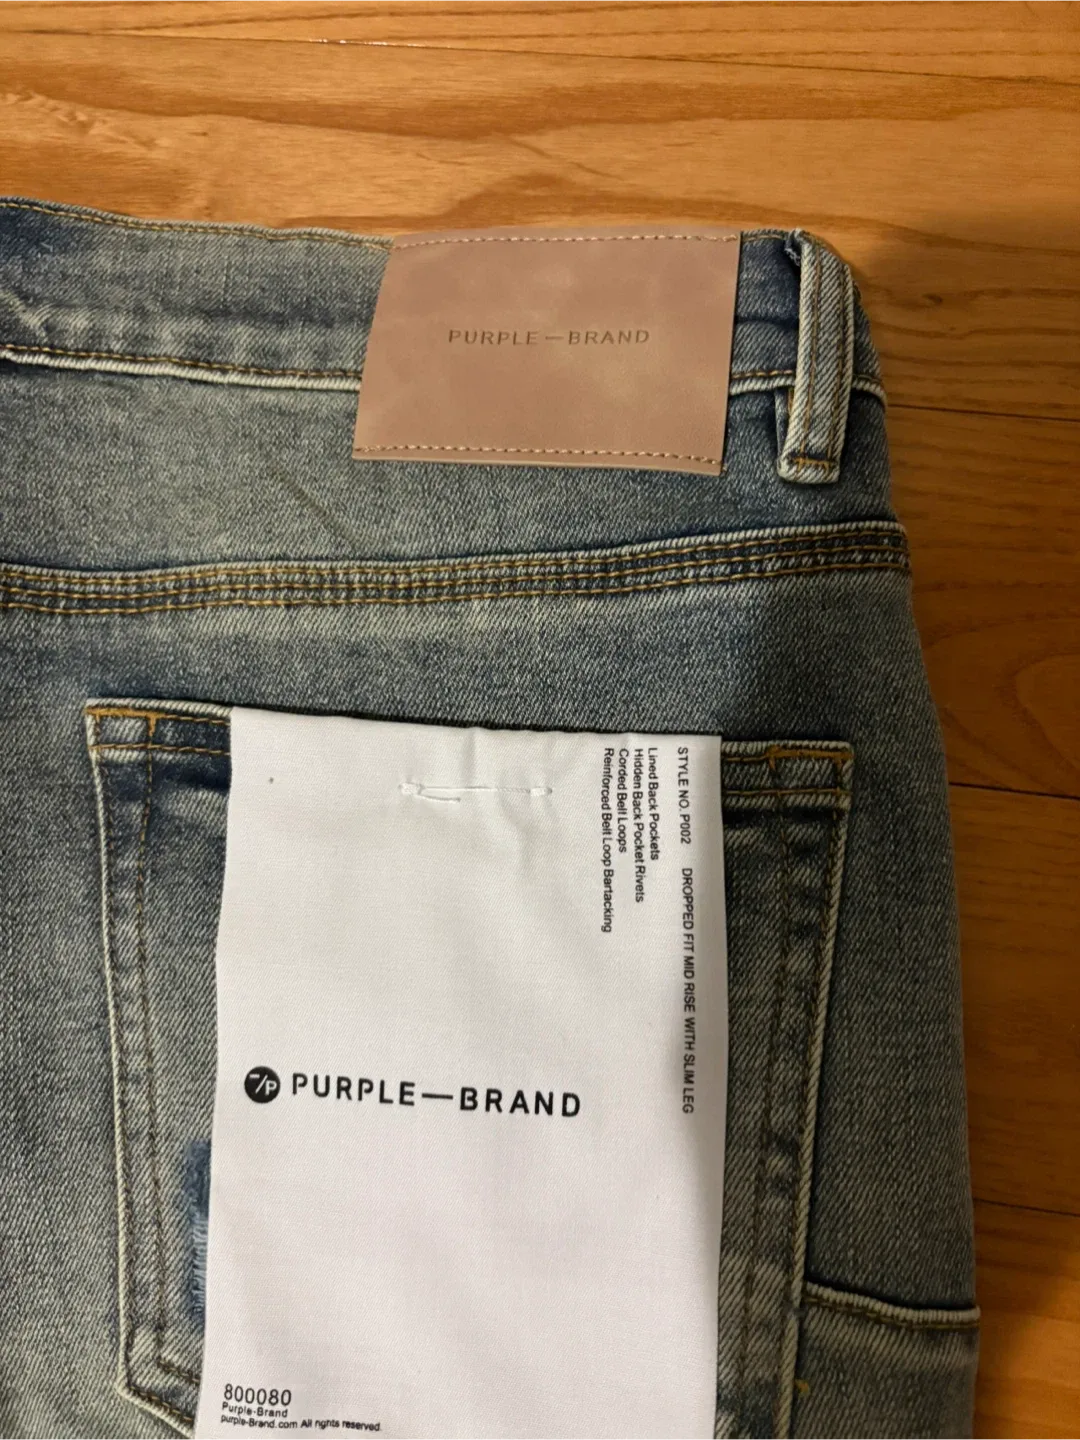 PURPLE—BRAND
STYLE NO. P002 DROPPED FIT MID RISE WITH SLIM LEG
Lined Back Pockets
Hidden Back Pocket Rivets
Corded Belt Loops
Reinforced Belt Loop Bartacking
–/P PURPLE—BRAND
800080
Purple-Brand
purple-Brand.com All rights reserved.